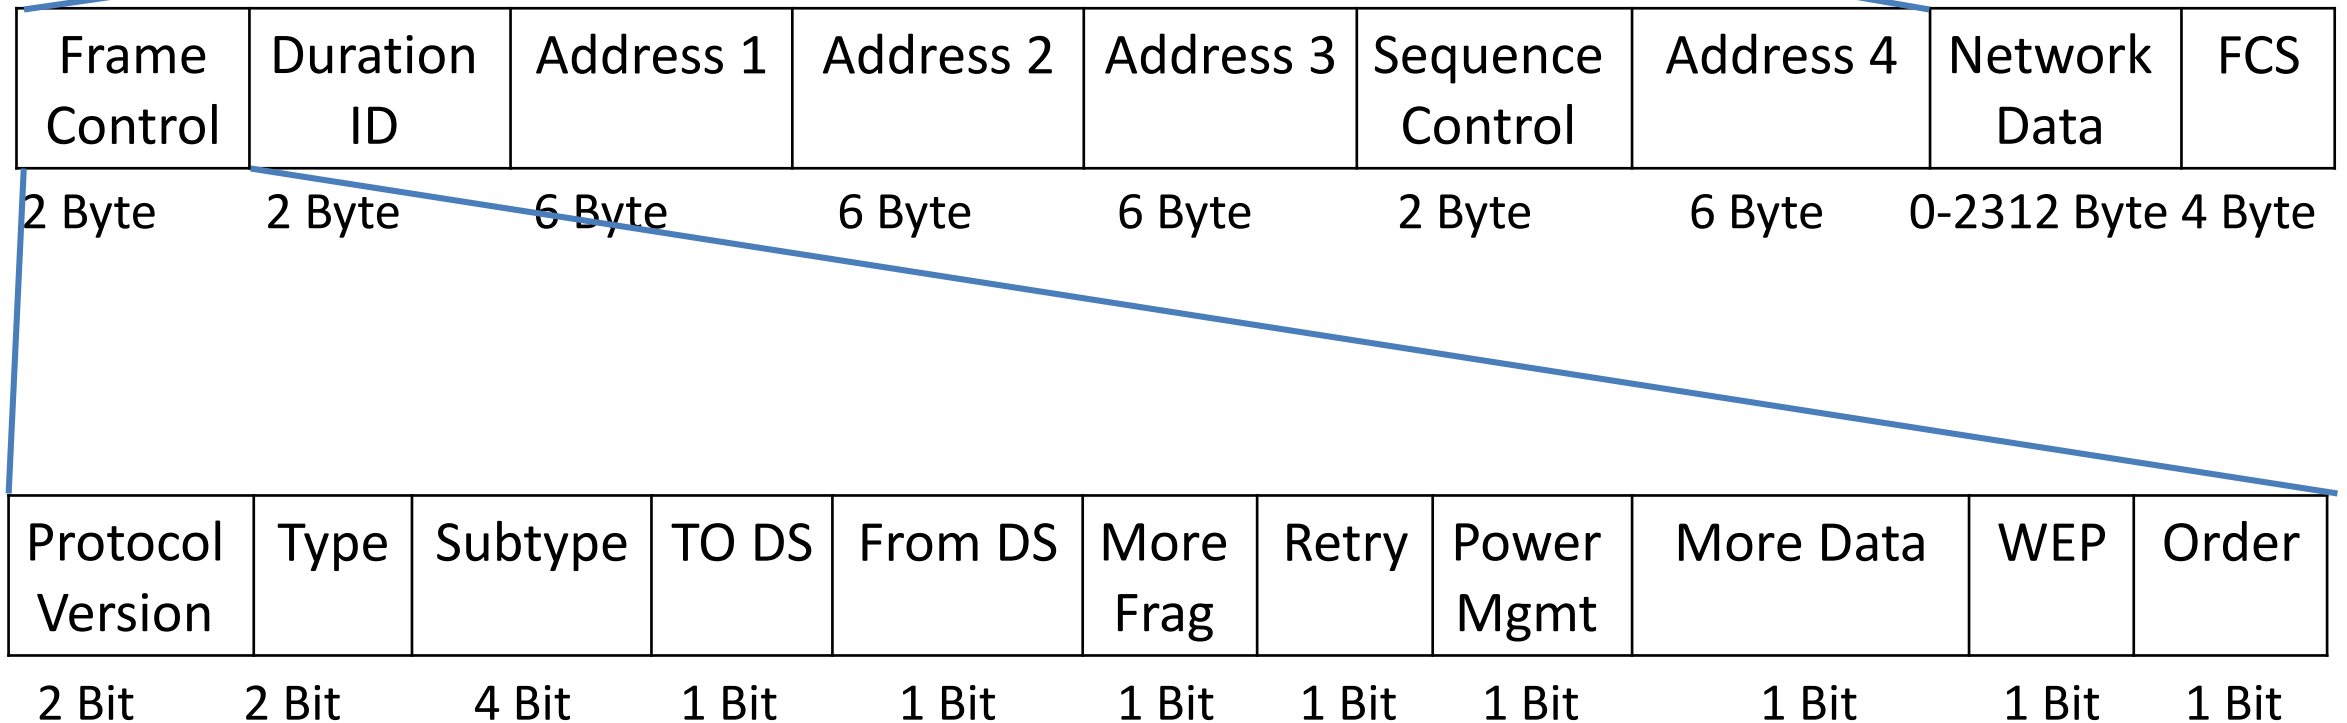 Frame Duration Address 1 Address 2 Address 3 Sequence Address 4 Network FCS
Control ID Control Data
2 Byte 2 Byte 6 Byte 6 Byte 6 Byte 2 Byte 6 Byte 0-2312 Byte 4 Byte
Protocol Type Subtype TO DS From DS More Retry Power More Data WEP Order
Version Frag Mgmt
2 Bit 2 Bit 4 Bit 1 Bit 1 Bit 1 Bit 1 Bit 1 Bit 1 Bit 1 Bit 1 Bit